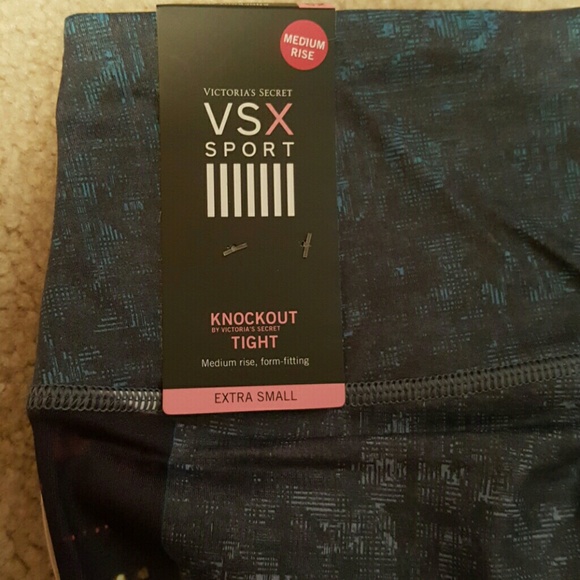 MEDIUM
RISE
VICTORIA'S SECRET
VSX
SPORT
KNOCKOUT
BY VICTORIA'S SECRET
TIGHT
Medium rise, form-fitting
EXTRA SMALL